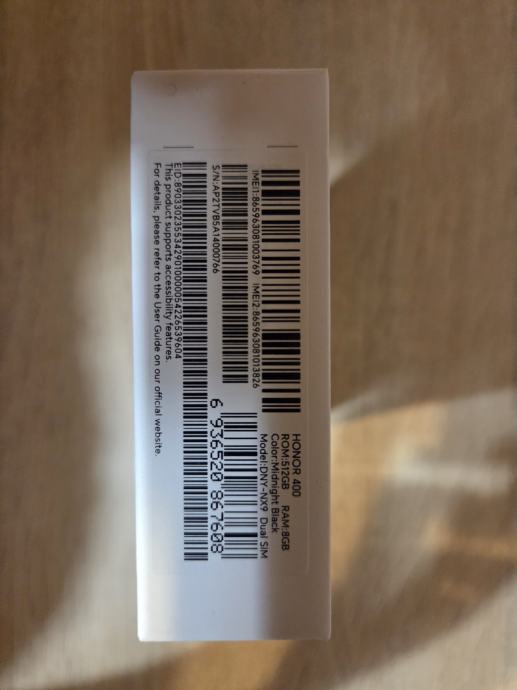 HONOR 400
ROM:512GB RAM:8GB
Color:Midnight Black
Model:DNY-NX9 Dual SIM
IMEI1:865963081003769 IMEI2:865963081013826
S/N:AP2TVB5A14000766
6 936520 867608
EID:89033023553429010000054226539604
This product supports accessibility features.
For details, please refer to the User Guide on our official website.